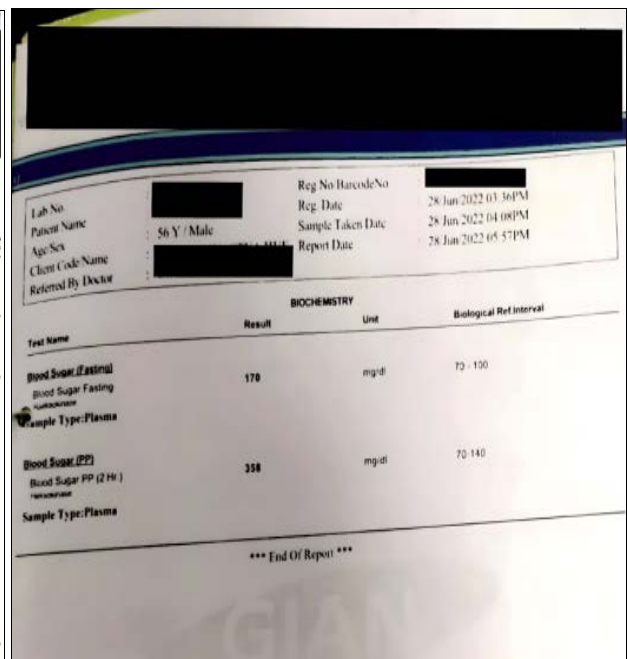 Lab No.
Patient Name
Age/Sex : 56 Y / Male
Client Code/Name :
Referred By Doctor :
Reg No/BarcodeNo :
Reg. Date : 28/Jun/2022 03:36PM
Sample Taken Date : 28/Jun/2022 04:08PM
Report Date : 28/Jun/2022 05:57PM
BIOCHEMISTRY
Test Name Result Unit Biological Ref.Interval
Blood Sugar (Fasting)
Blood Sugar Fasting 170 mg/dl 70 - 100
Hexokinase
Sample Type:Plasma
Blood Sugar (PP)
Blood Sugar PP (2 Hr.) 358 mg/dl 70-140
Hexokinase
Sample Type:Plasma
*** End Of Report ***
GIAN